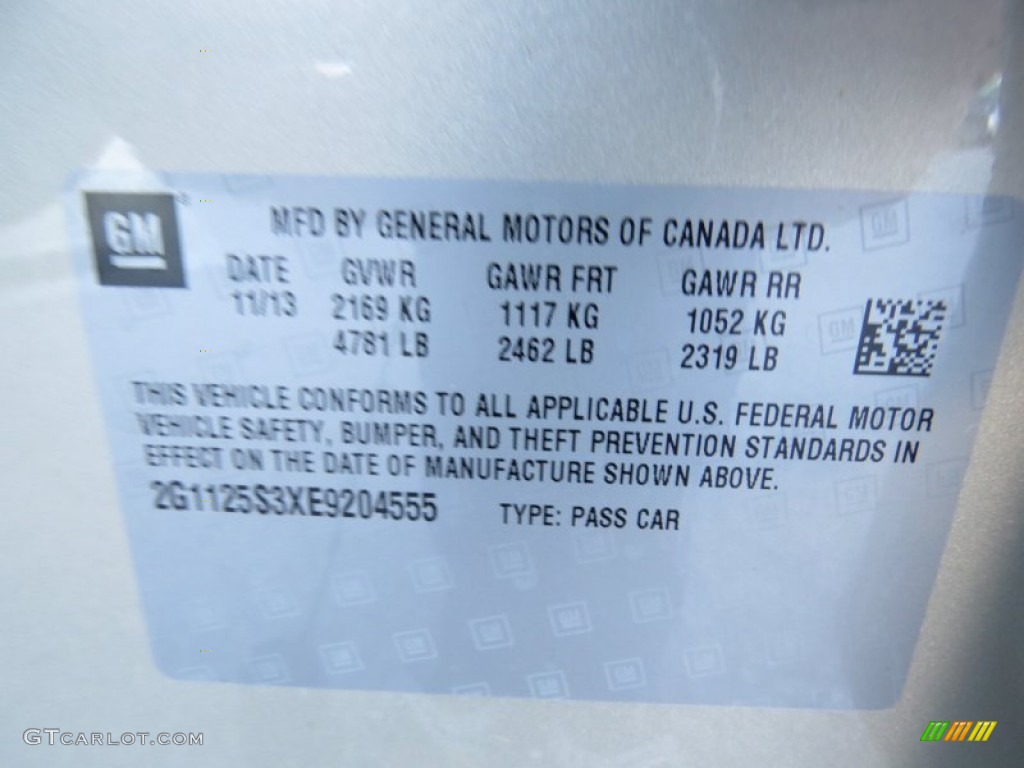 GM
MFD BY GENERAL MOTORS OF CANADA LTD.
DATE GVWR GAWR FRT GAWR RR
11/13 2169 KG 1117 KG 1052 KG
4781 LB 2462 LB 2319 LB
THIS VEHICLE CONFORMS TO ALL APPLICABLE U.S. FEDERAL MOTOR
VEHICLE SAFETY, BUMPER, AND THEFT PREVENTION STANDARDS IN
EFFECT ON THE DATE OF MANUFACTURE SHOWN ABOVE.
2G1125S3XE9204555 TYPE: PASS CAR
GTCARLOT.COM